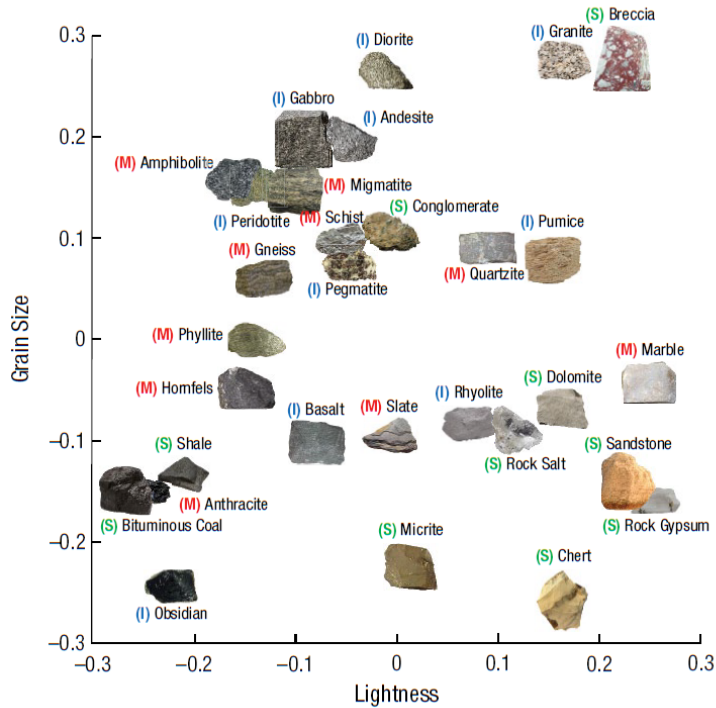 (S) Breccia
0.3
(I) Diorite
(I) Granite
(I) Gabbro
(I) Andesite
0.2
(M) Amphibolite
(M) Migmatite
(S) Conglomerate
(I) Peridotite
(M) Schist
(I) Pumice
0.1
(M) Gneiss
(M) Quartzite
(I) Pegmatite
Grain Size
0
(M) Phyllite
(M) Marble
(M) Hornfels
(S) Dolomite
(I) Basalt
(M) Slate
(I) Rhyolite
–0.1
(S) Shale
(S) Sandstone
(S) Rock Salt
(M) Anthracite
(S) Bituminous Coal
(S) Micrite
(S) Rock Gypsum
–0.2
(S) Chert
(I) Obsidian
–0.3
–0.3 –0.2 –0.1 0 0.1 0.2 0.3
Lightness